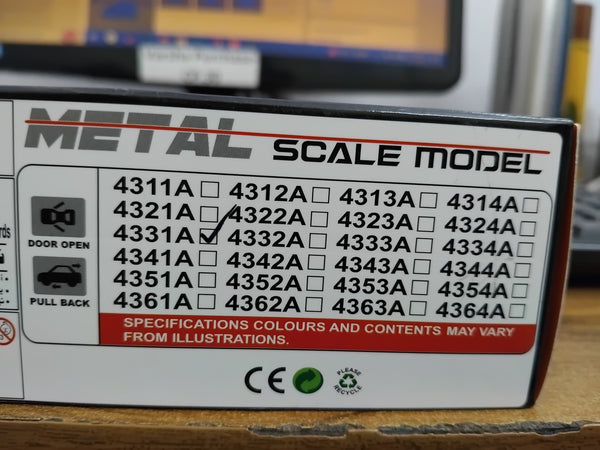 METAL SCALE MODEL
4311A 4312A 4313A 4314A
4321A 4322A 4323A 4324A
4331A 4332A 4333A 4334A
4341A 4342A 4343A 4344A
4351A 4352A 4353A 4354A
4361A 4362A 4363A 4364A
DOOR OPEN
PULL BACK
SPECIFICATIONS COLOURS AND CONTENTS MAY VARY
FROM ILLUSTRATIONS.
CE
PLEASE
RECYCLE